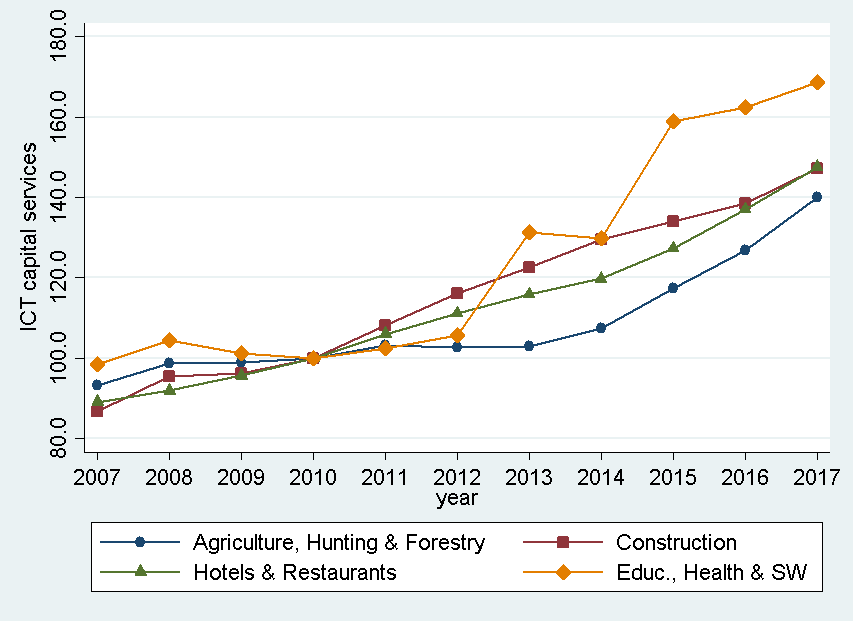 180.0
160.0
140.0
120.0
100.0
80.0
ICT capital services
2007 2008 2009 2010 2011 2012 2013 2014 2015 2016 2017
year
Agriculture, Hunting & Forestry Construction
Hotels & Restaurants Educ., Health & SW